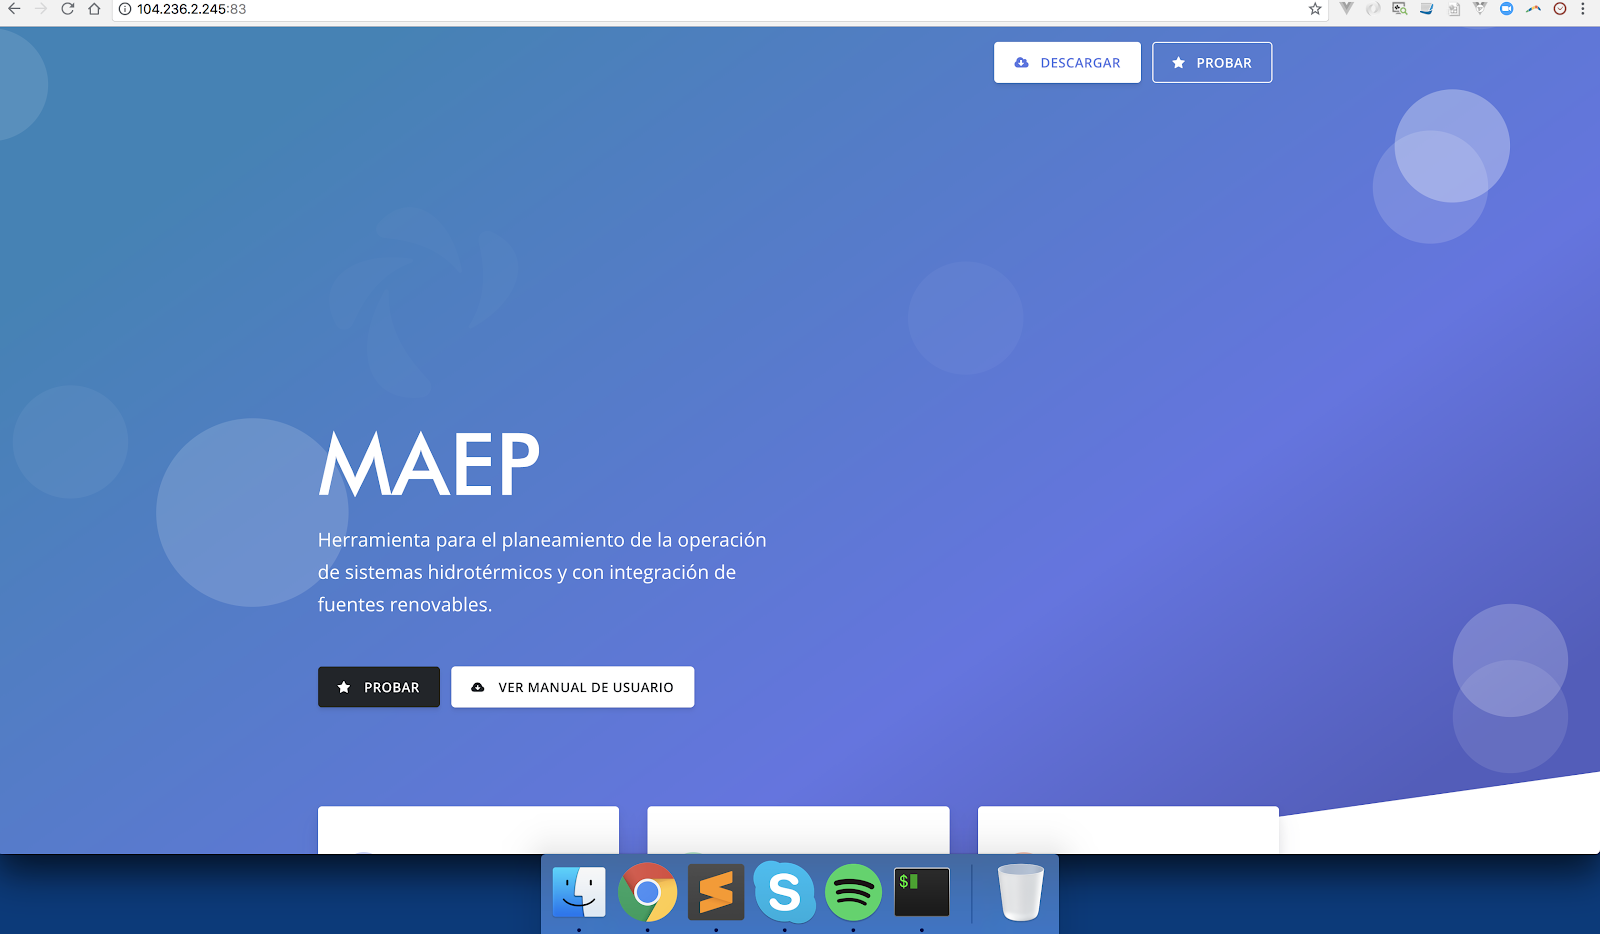 104.236.2.245:83
DESCARGAR
PROBAR
MAEP
Herramienta para el planeamiento de la operación
de sistemas hidrotérmicos y con integración de
fuentes renovables.
PROBAR
VER MANUAL DE USUARIO
S
$